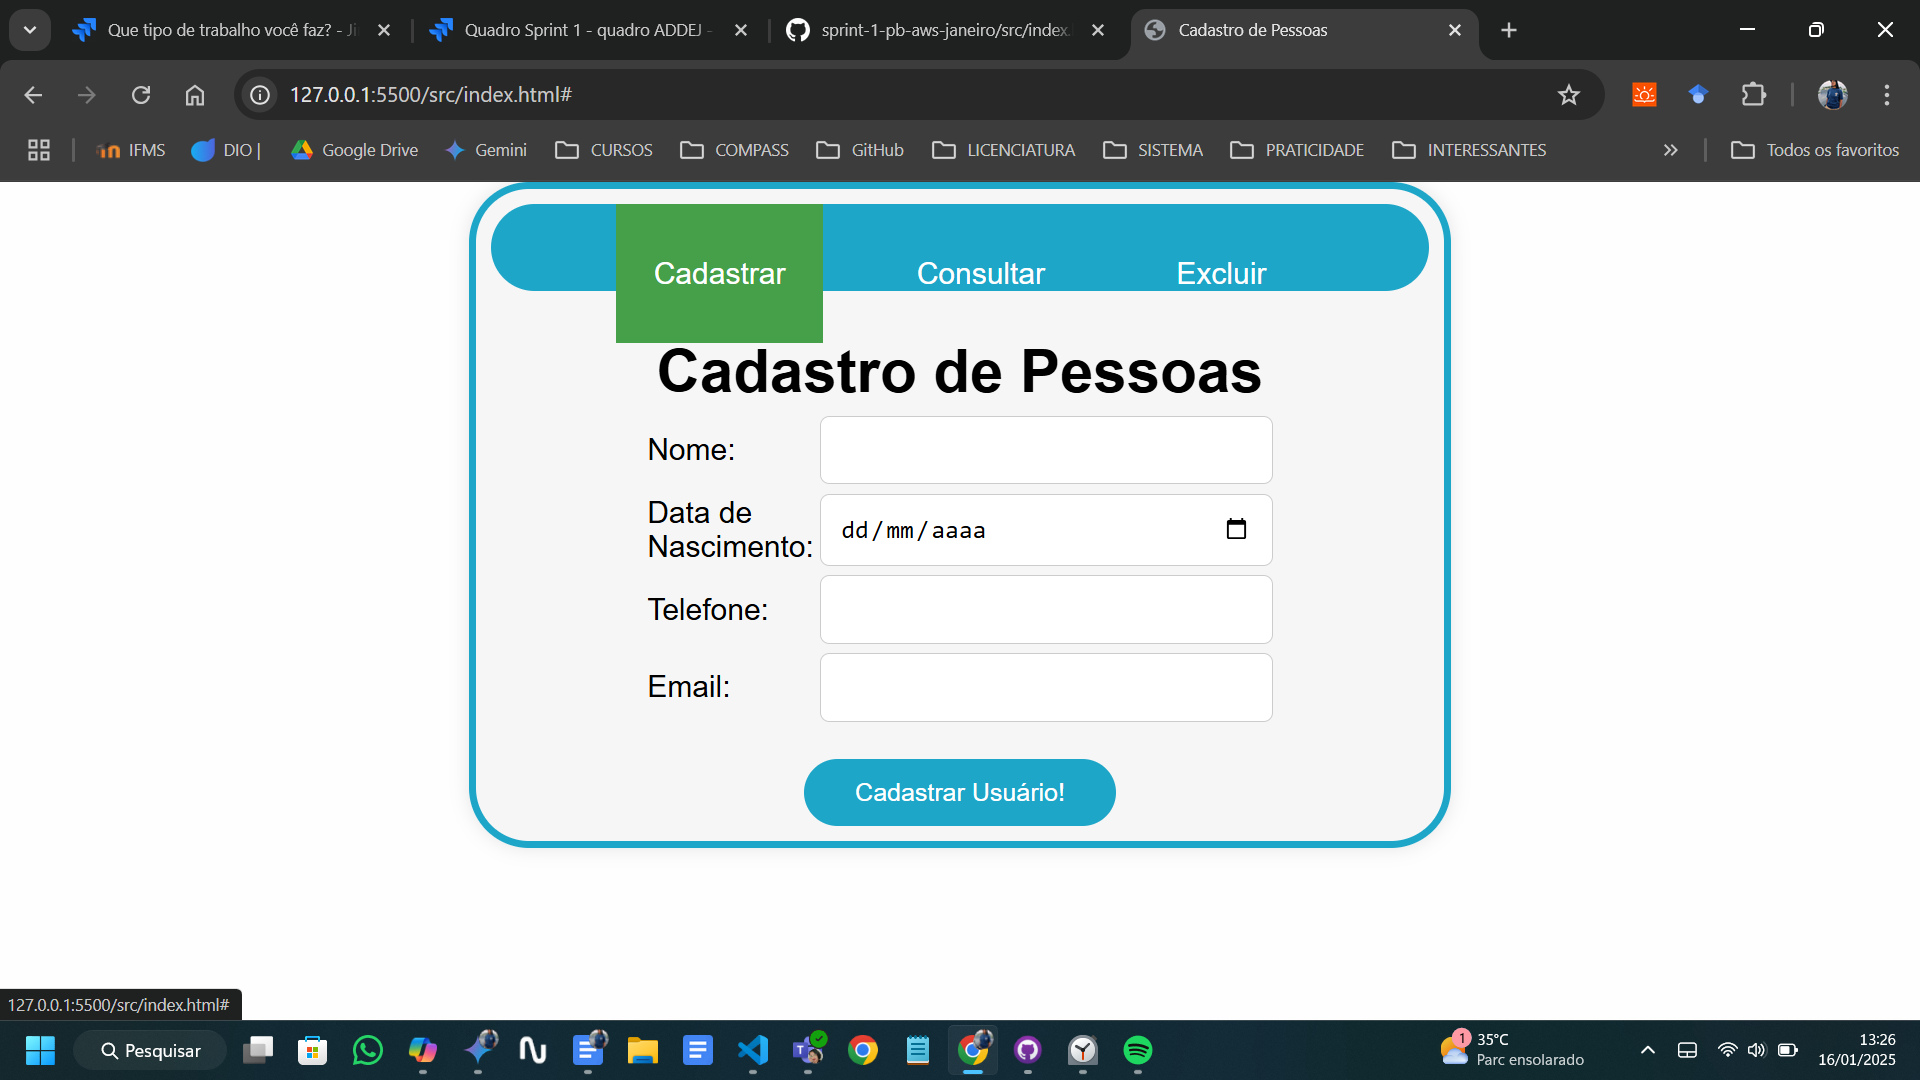 Que tipo de trabalho você faz? - Ji
Quadro Sprint 1 - quadro ADDEJ -
sprint-1-pb-aws-janeiro/src/index.
Cadastro de Pessoas
127.0.0.1:5500/src/index.html#
IFMS
DIO |
Google Drive
Gemini
CURSOS
COMPASS
GitHub
LICENCIATURA
SISTEMA
PRATICIDADE
INTERESSANTES
Todos os favoritos
Cadastrar
Consultar
Excluir
Cadastro de Pessoas
Nome:
Data de
Nascimento:
dd/mm/aaaa
Telefone:
Email:
Cadastrar Usuário!
127.0.0.1:5500/src/index.html#
Pesquisar
1
35°C
Parc ensolarado
13:26
16/01/2025